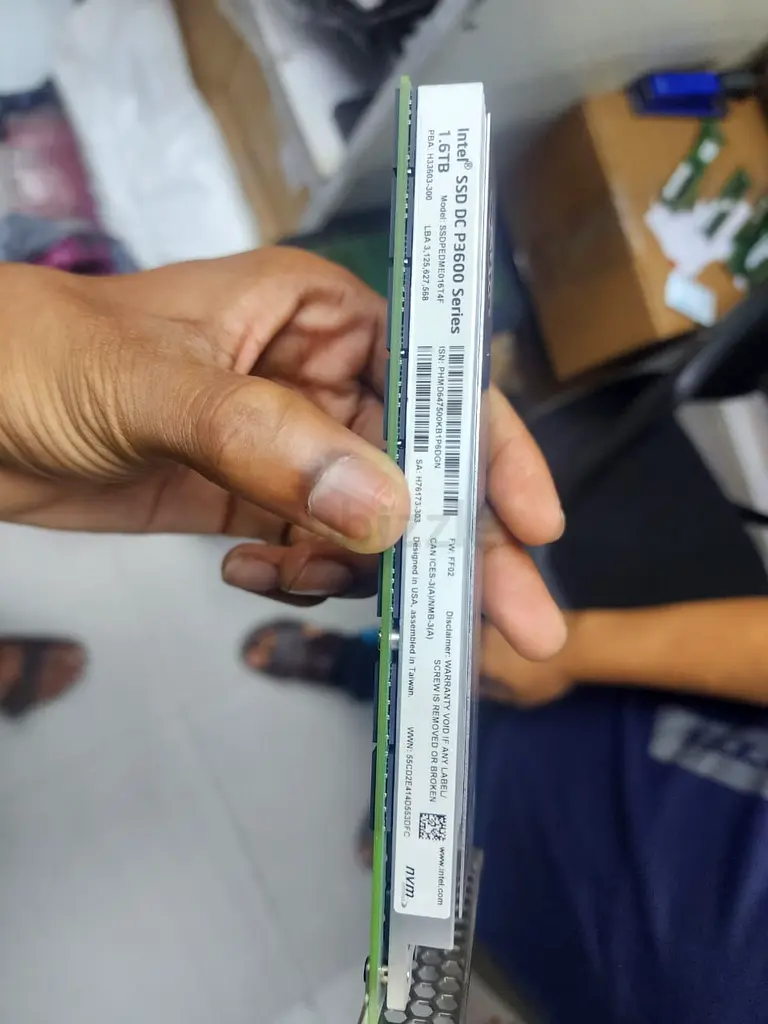 Intel® SSD DC P3600 Series
1.6TB Model: SSDPEDME016T4F
PBA: H33603-300 LBA 3,125,627,568
ISN: PHMD647500KB1P6DGN
SA: H76173-303
FW: FF02
CAN ICES-3(A)/NMB-3(A)
Designed in USA, assembled in Taiwan.
Disclaimer: WARRANTY VOID IF ANY LABEL/
SCREW IS REMOVED OR BROKEN
WWN: 55CD2E414D553DFC
www.intel.com
nvm